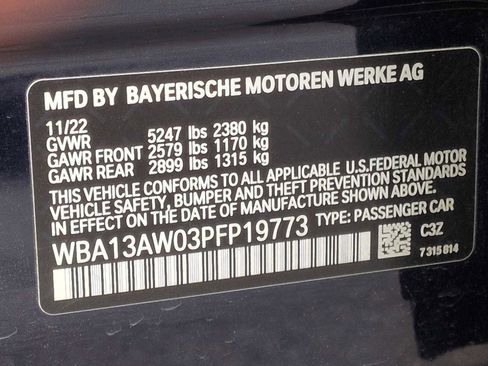 MFD BY BAYERISCHE MOTOREN WERKE AG
11/22
GVWR 5247 lbs 2380 kg
GAWR FRONT 2579 lbs 1170 kg
GAWR REAR 2899 lbs 1315 kg
THIS VEHICLE CONFORMS TO ALL APPLICABLE U.S.FEDERAL MOTOR
VEHICLE SAFETY, BUMPER AND THEFT PREVENTION STANDARDS
IN EFFECT ON THE DATE OF MANUFACTURE SHOWN ABOVE.
WBA13AW03PFP19773 TYPE: PASSENGER CAR
C3Z
7315814